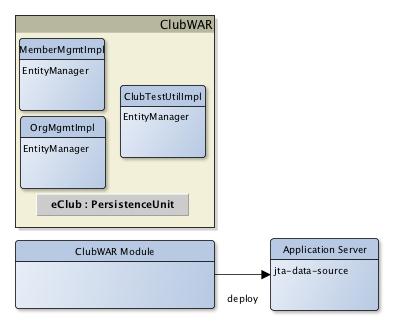 ClubWAR
MemberMgmtImpl
EntityManager
ClubTestUtilImpl
EntityManager
OrgMgmtImpl
EntityManager
eClub : PersistenceUnit
ClubWAR Module
deploy
Application Server
jta-data-source